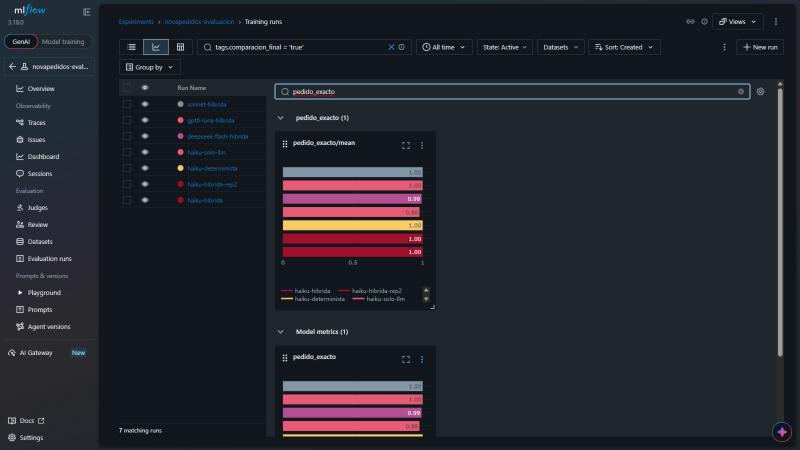 mlflow
3.15.0
GenAI
Model training
novapedidos-eval...
Overview
Observability
Traces
Issues
Dashboard
Sessions
Evaluation
Judges
Review
Datasets
Evaluation runs
Prompts & versions
Playground
Prompts
Agent versions
AI Gateway
New
Docs
Settings
Experiments › novapedidos-evaluacion › Training runs
Views
tags.comparacion_final = 'true'
All time
State: Active
Datasets
Sort: Created
New run
Group by
Run Name
sonnet-hibrida
deepseek-flash-hibrida
haiku-solo-llm
haiku-determinista
haiku-hibrida-rep2
haiku-hibrida
7 matching runs
pedido_exacto
pedido_exacto (1)
pedido_exacto/mean
1.00
1.00
0.99
0.98
1.00
1.00
1.00
0 0.5 1
haiku-hibrida haiku-hibrida-rep2
haiku-determinista haiku-solo-llm
Model metrics (1)
pedido_exacto
1.00
1.00
0.99
0.98